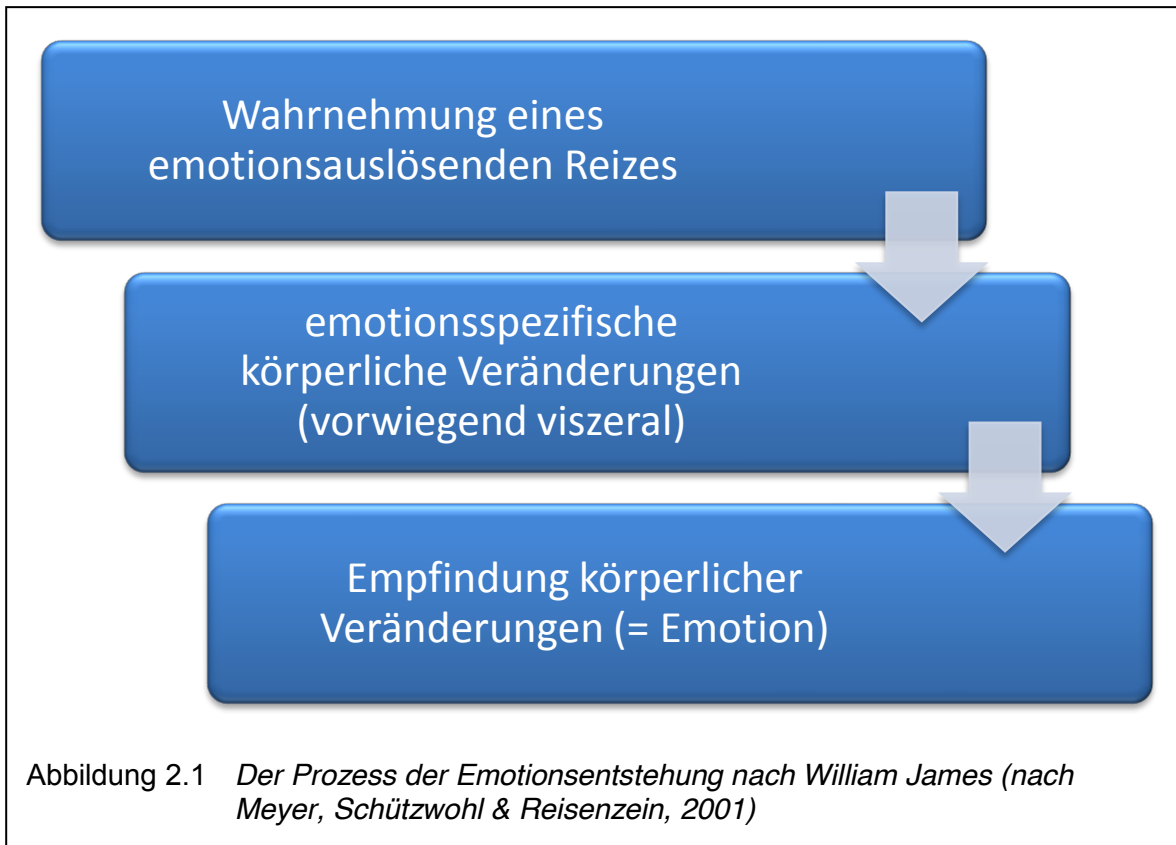 Wahrnehmung eines
emotionsauslösenden Reizes
emotionsspezifische
körperliche Veränderungen
(vorwiegend viszeral)
Empfindung körperlicher
Veränderungen (= Emotion)
Abbildung 2.1 Der Prozess der Emotionsentstehung nach William James (nach
Meyer, Schützwohl & Reisenzein, 2001)